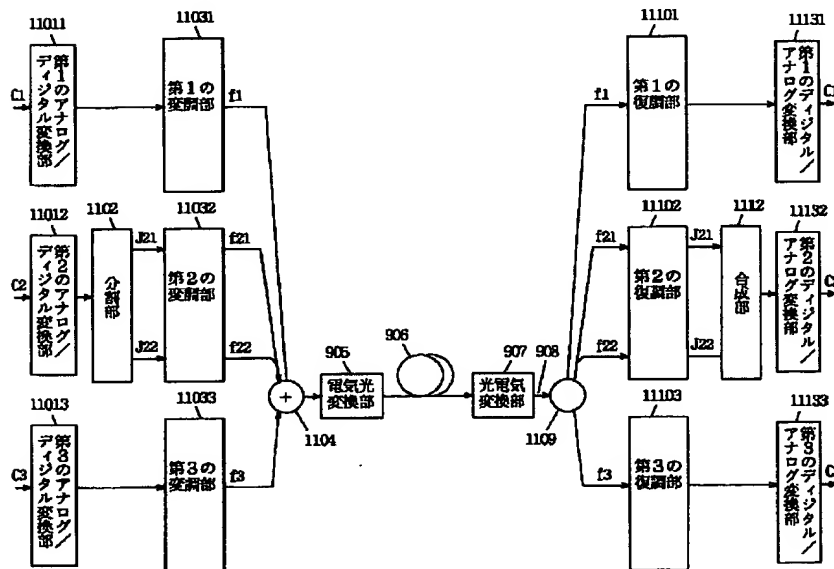 11011
11031
11101
11131
C1
第1のアナログ/
ディジタル変換部
第1の
変調部
f1
f1
第1の
復調部
第1のディジタル/
アナログ変換部
11012
1102
11032
11102
1112
11132
C2
第2のアナログ/
ディジタル変換部
分割部
J21
J22
第2の
変調部
f21
f22
f21
f22
第2の
復調部
J21
J22
合成部
第2のディジタル/
アナログ変換部
905
906
907
908
電気光
変換部
光電気
変換部
+
1104
1109
11013
11033
11103
11133
C3
第3のアナログ/
ディジタル変換部
第3の
変調部
f3
f3
第3の
復調部
第3のディジタル/
アナログ変換部